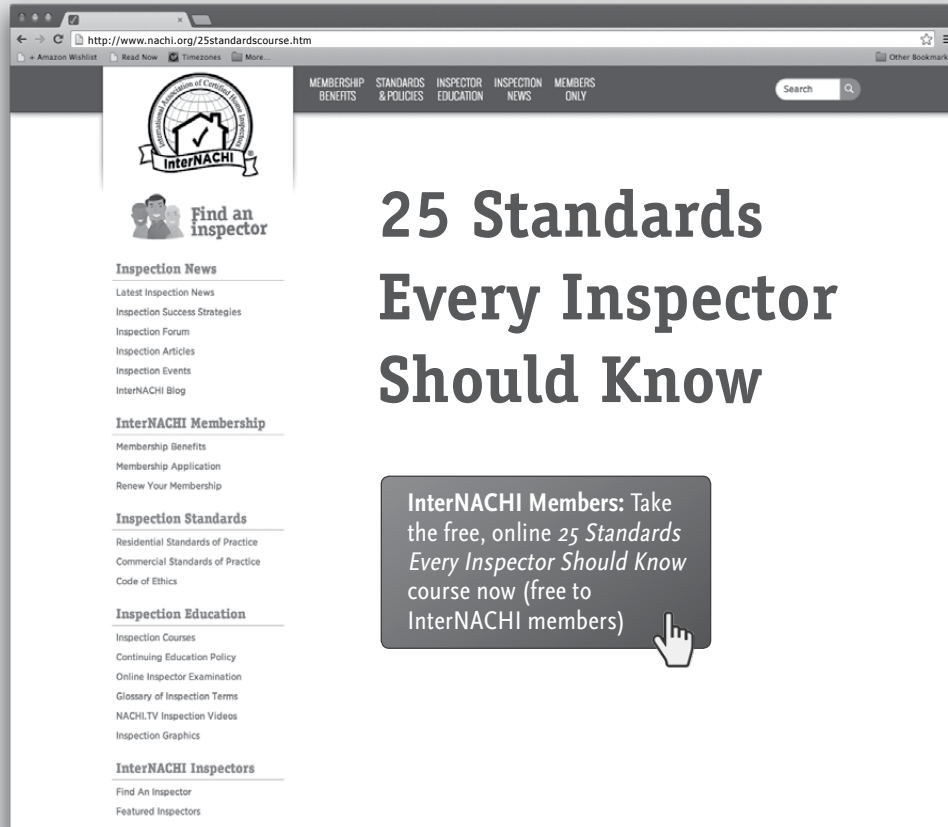 http://www.nachi.org/25standardscourse.htm
+ Amazon Wishlist Read Now Timezones More...
Other Bookmark
International Association of Certified Home Inspectors
InterNACHI
®
MEMBERSHIP BENEFITS
STANDARDS & POLICIES
INSPECTOR EDUCATION
INSPECTION NEWS
MEMBERS ONLY
Search
Find an
inspector
Inspection News
Latest Inspection News
Inspection Success Strategies
Inspection Forum
Inspection Articles
Inspection Events
InterNACHI Blog
InterNACHI Membership
Membership Benefits
Membership Application
Renew Your Membership
Inspection Standards
Residential Standards of Practice
Commercial Standards of Practice
Code of Ethics
Inspection Education
Inspection Courses
Continuing Education Policy
Online Inspector Examination
Glossary of Inspection Terms
NACHI.TV Inspection Videos
Inspection Graphics
InterNACHI Inspectors
Find An Inspector
Featured Inspectors
25 Standards
Every Inspector
Should Know
InterNACHI Members: Take
the free, online 25 Standards
Every Inspector Should Know
course now (free to
InterNACHI members)